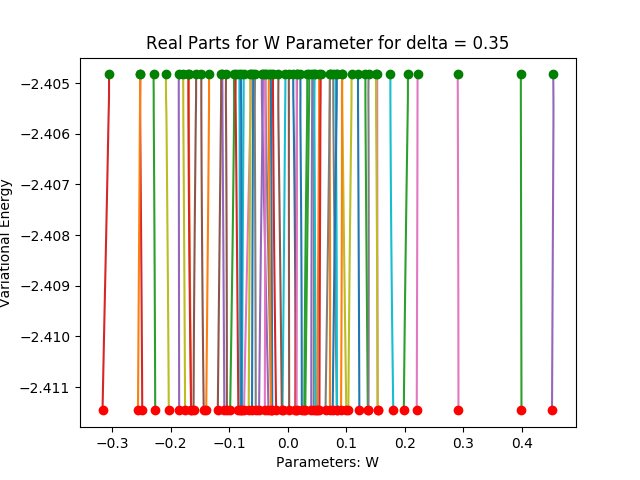 Real Parts for W Parameter for delta = 0.35
Variational Energy
−2.405
−2.406
−2.407
−2.408
−2.409
−2.410
−2.411
−0.3 −0.2 −0.1 0.0 0.1 0.2 0.3 0.4
Parameters: W